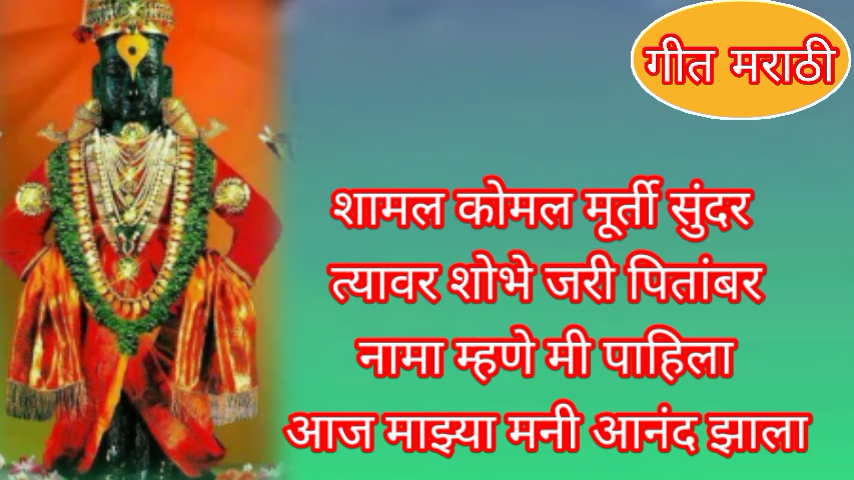 गीत मराठी
शामल कोमल मूर्ती सुंदर
त्यावर शोभे जरी पितांबर
नामा म्हणे मी पाहिला
आज माझ्या मनी आनंद झाला